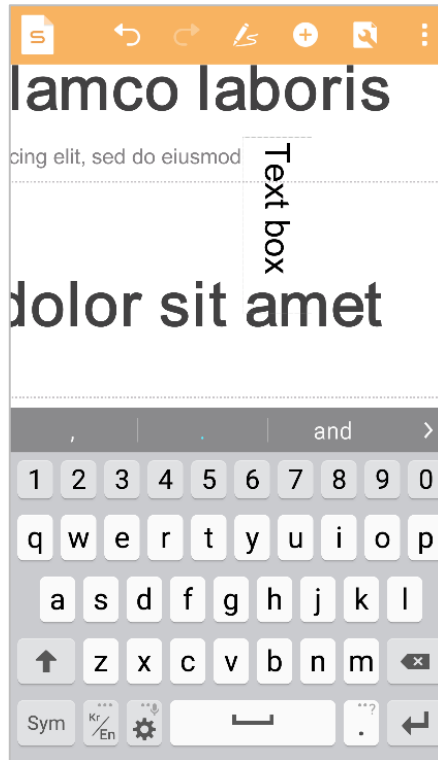 S
lamco laboris
cing elit, sed do eiusmod
Text box
dolor sit amet
, . and
1 2 3 4 5 6 7 8 9 0
q w e r t y u i o p
a s d f g h j k l
z x c v b n m
Sym Kr/En ...? .